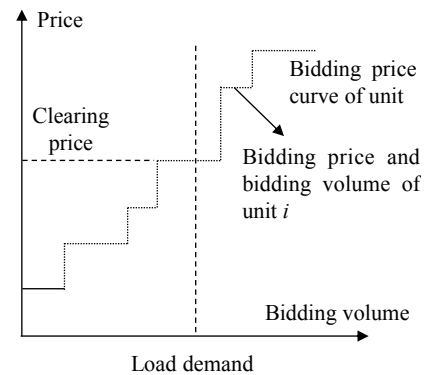 Price
Bidding price
curve of unit
Clearing
price
Bidding price and
bidding volume of
unit i
Bidding volume
Load demand